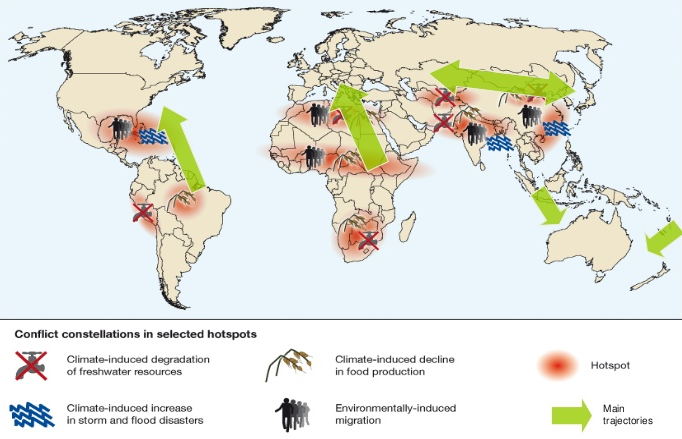 Conflict constellations in selected hotspots
Climate-induced degradation
of freshwater resources
Climate-induced decline
in food production
Hotspot
Climate-induced increase
in storm and flood disasters
Environmentally-induced
migration
Main
trajectories